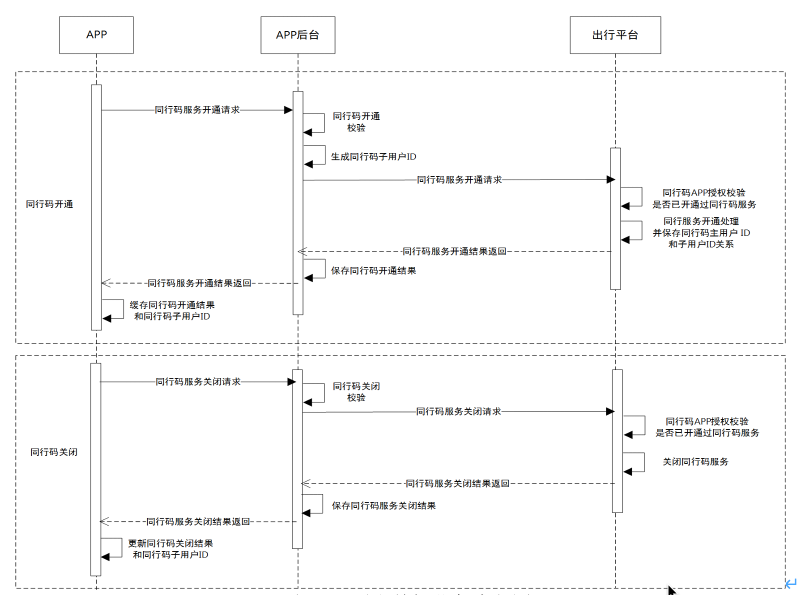 APP
APP后台
出行平台
同行码服务开通请求
同行码开通
校验
生成同行码子用户ID
同行码服务开通请求
同行码APP授权校验
是否已开通过同行码服务
同行码开通
同行服务开通处理
并保存同行码主用户 ID
和子用户ID关系
同行码服务开通结果返回
保存同行码开通结果
同行码服务开通结果返回
缓存同行码开通结果
和同行码子用户ID
同行码服务关闭请求
同行码关闭
校验
同行码服务关闭请求
同行码APP授权校验
是否已开通过同行码服务
同行码关闭
关闭同行码服务
同行码服务关闭结果返回
保存同行码服务关闭结果
同行码服务关闭结果返回
更新同行码关闭结果
和同行码子用户ID